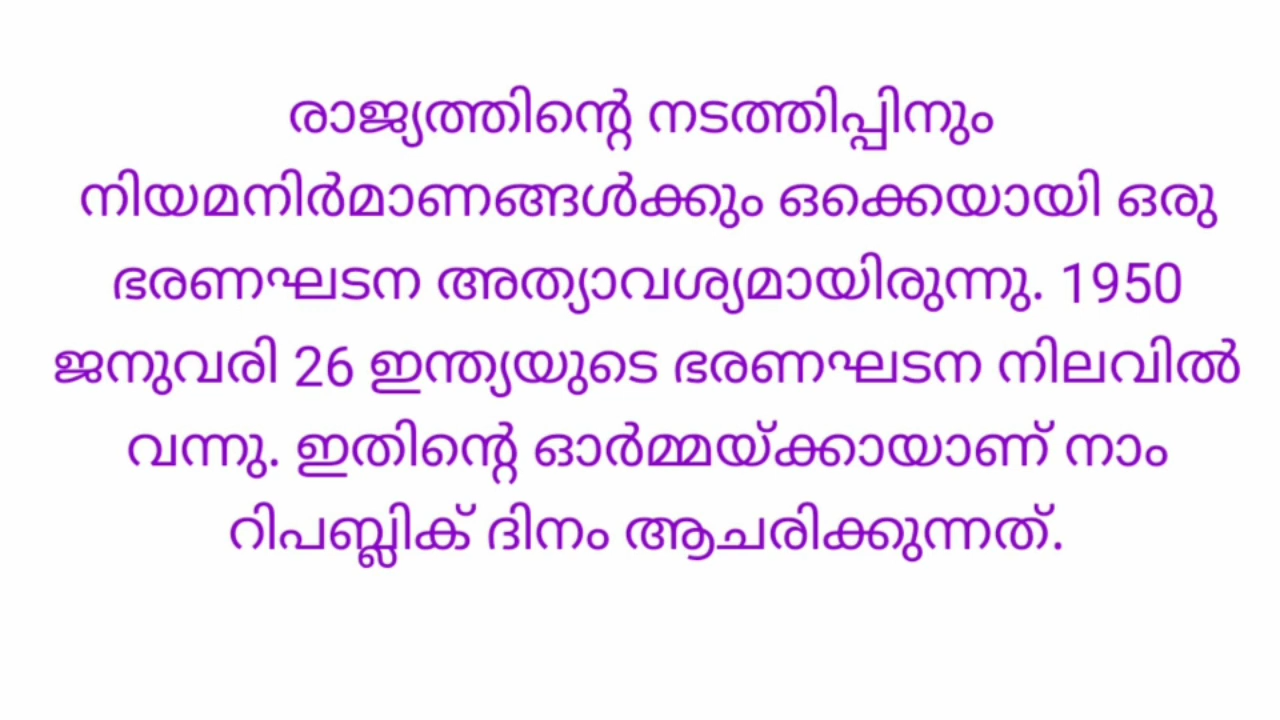 രാജ്യത്തിന്റെ നടത്തിപ്പിനും
നിയമനിർമാണങ്ങൾക്കും ഒക്കെയായി ഒരു
ഭരണഘടന അത്യാവശ്യമായിരുന്നു. 1950
ജനുവരി 26 ഇന്ത്യയുടെ ഭരണഘടന നിലവിൽ
വന്നു. ഇതിന്റെ ഓർമ്മയ്ക്കായാണ് നാം
റിപബ്ലിക് ദിനം ആചരിക്കുന്നത്.